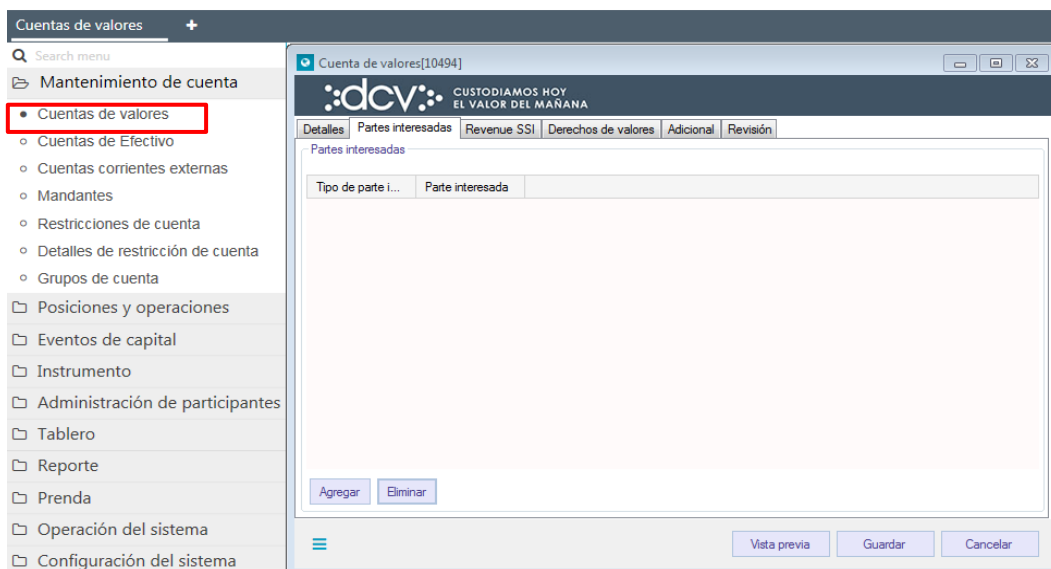 Cuentas de valores +
Search menu
Mantenimiento de cuenta
Cuentas de valores
Cuentas de Efectivo
Cuentas corrientes externas
Mandantes
Restricciones de cuenta
Detalles de restricción de cuenta
Grupos de cuenta
Posiciones y operaciones
Eventos de capital
Instrumento
Administración de participantes
Tablero
Reporte
Prenda
Operación del sistema
Configuración del sistema
Cuenta de valores[10494]
dcv
CUSTODIAMOS HOY
EL VALOR DEL MAÑANA
Detalles Partes interesadas Revenue SSI Derechos de valores Adicional Revisión
Partes interesadas
Tipo de parte i... Parte interesada
Agregar Eliminar
Vista previa Guardar Cancelar